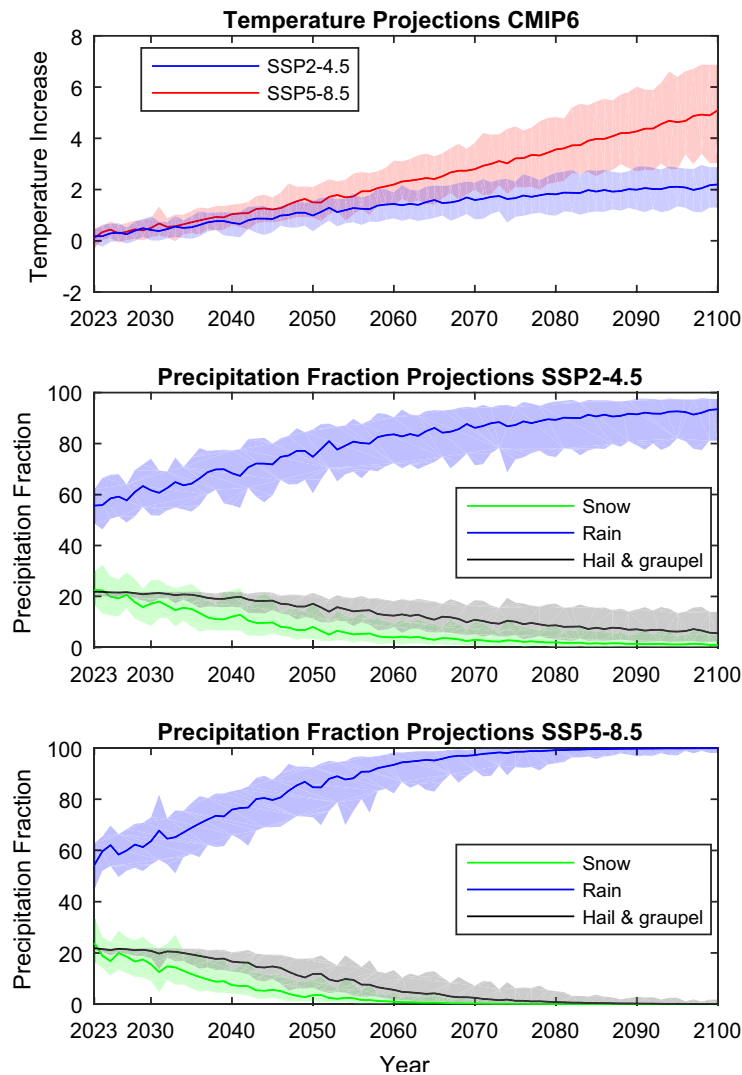 Temperature Projections CMIP6
Temperature Increase
8
6
4
2
0
-2
SSP2-4.5
SSP5-8.5
2023 2030 2040 2050 2060 2070 2080 2090 2100
Precipitation Fraction Projections SSP2-4.5
Precipitation Fraction
100
80
60
40
20
0
Snow
Rain
Hail & graupel
2023 2030 2040 2050 2060 2070 2080 2090 2100
Precipitation Fraction Projections SSP5-8.5
Precipitation Fraction
100
80
60
40
20
0
Snow
Rain
Hail & graupel
2023 2030 2040 2050 2060 2070 2080 2090 2100
Year